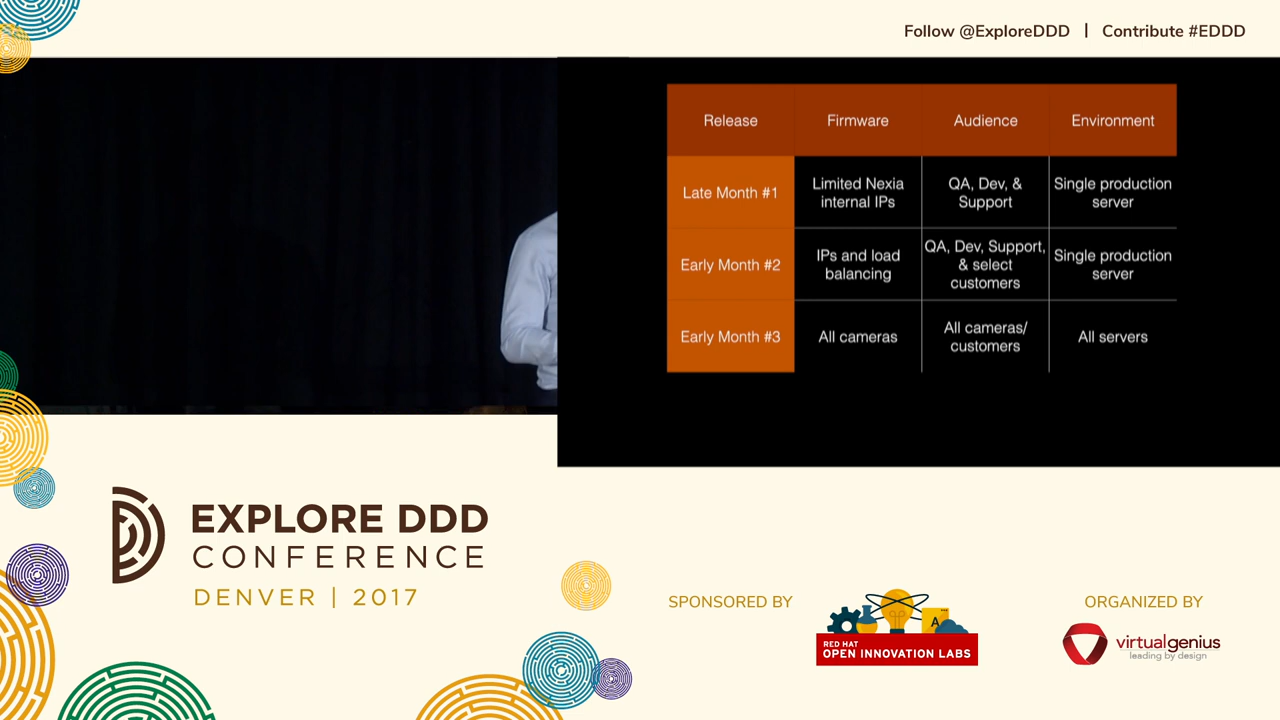 Follow @ExploreDDD | Contribute #EDDD
Release Firmware Audience Environment
Late Month #1
Limited Nexia
internal IPs
QA, Dev, &
Support
Single production
server
Early Month #2
IPs and load
balancing
QA, Dev, Support,
& select
customers
Single production
server
Early Month #3
All cameras
All cameras/
customers
All servers
EXPLORE DDD
CONFERENCE
DENVER | 2017
SPONSORED BY
A
RED HAT
OPEN INNOVATION LABS
ORGANIZED BY
virtualgenius
leading by design